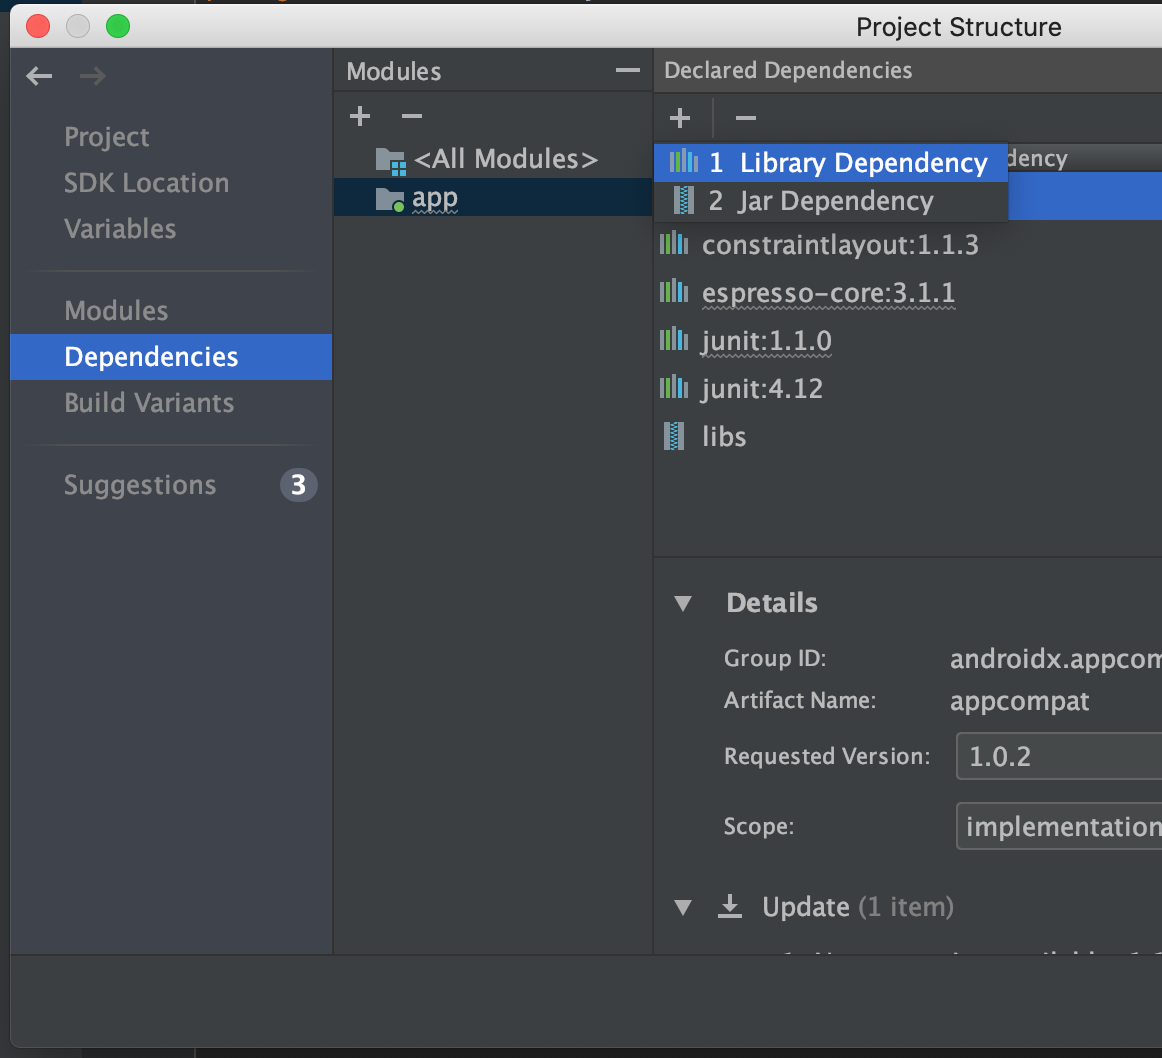 Project Structure
Project
SDK Location
Variables
Modules
Dependencies
Build Variants
Suggestions 3
Modules
<All Modules>
app
Declared Dependencies
1 Library Dependency
2 Jar Dependency
constraintlayout:1.1.3
espresso-core:3.1.1
junit:1.1.0
junit:4.12
libs
Details
Group ID: androidx.appcom
Artifact Name: appcompat
Requested Version: 1.0.2
Scope: implementation
Update (1 item)